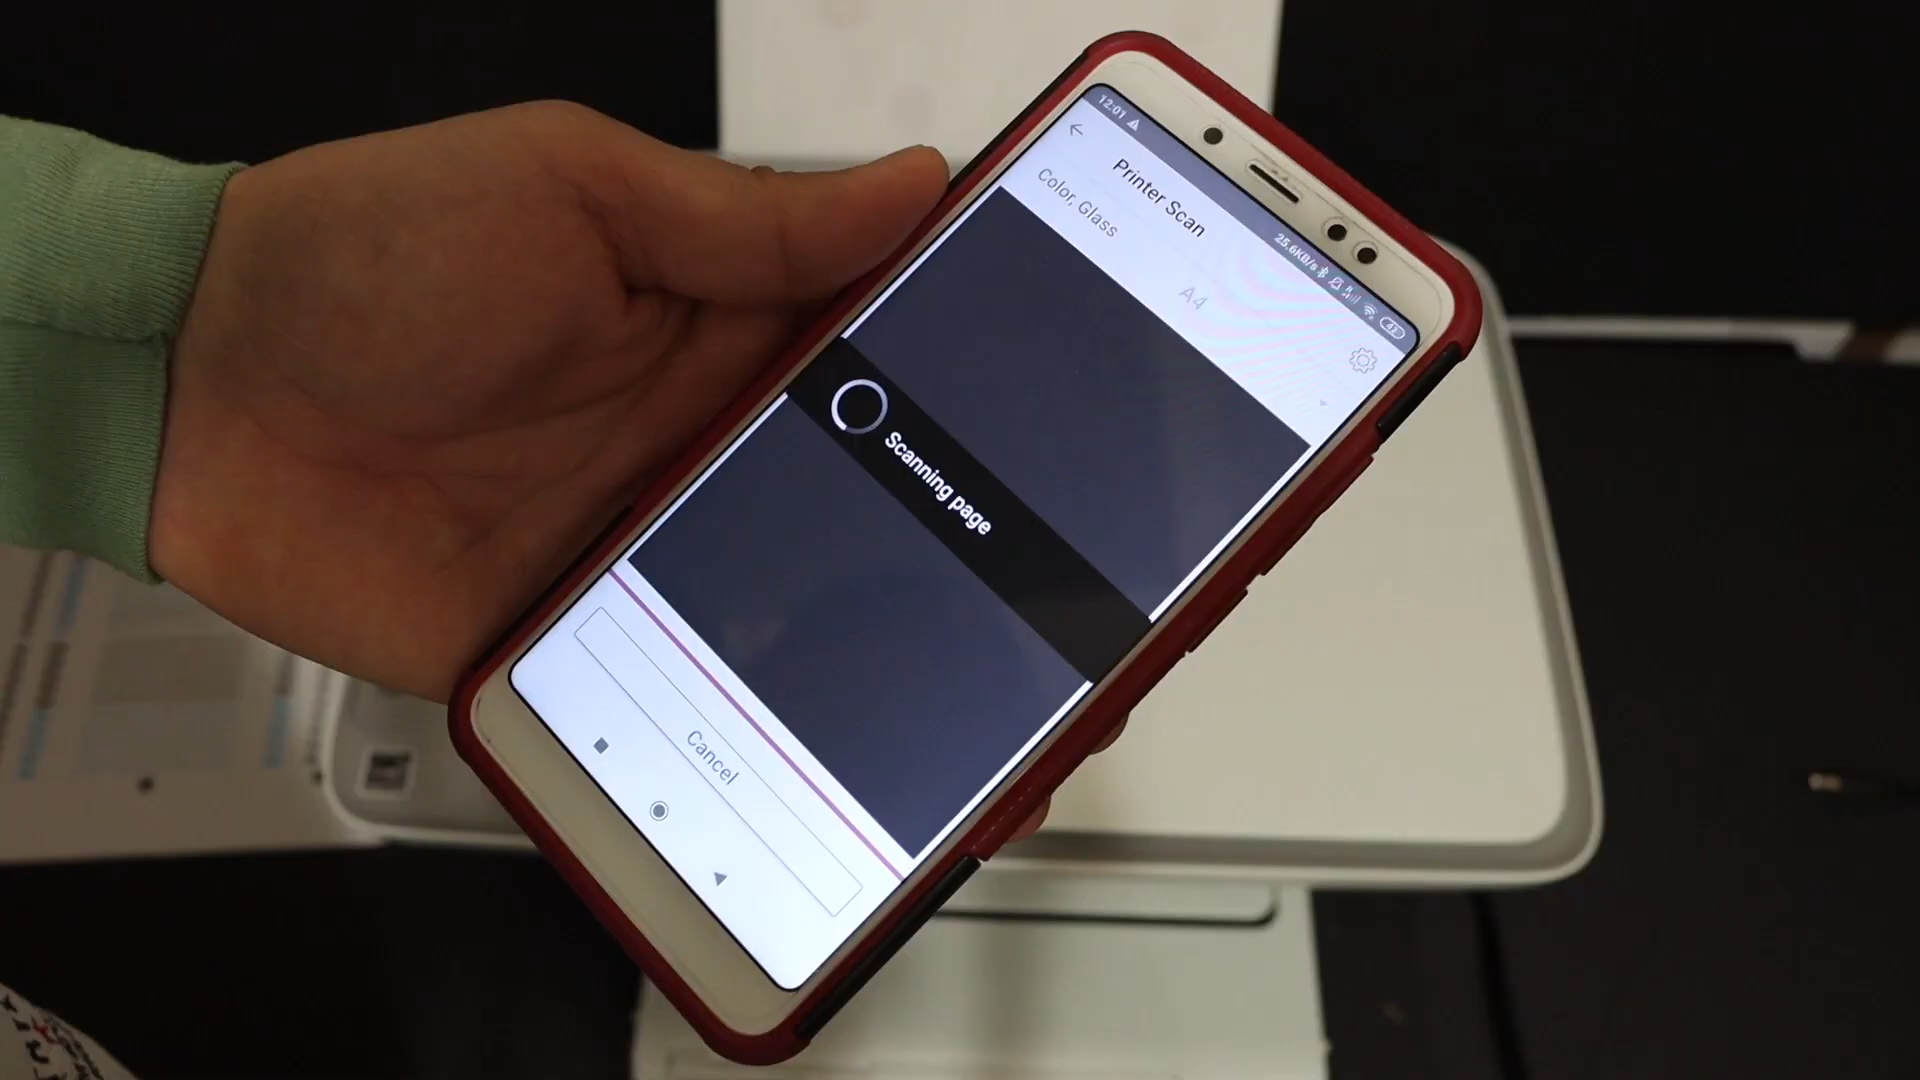 12:01
25,6KB/s
Printer Scan
Color, Glass
A4
Scanning page
Cancel